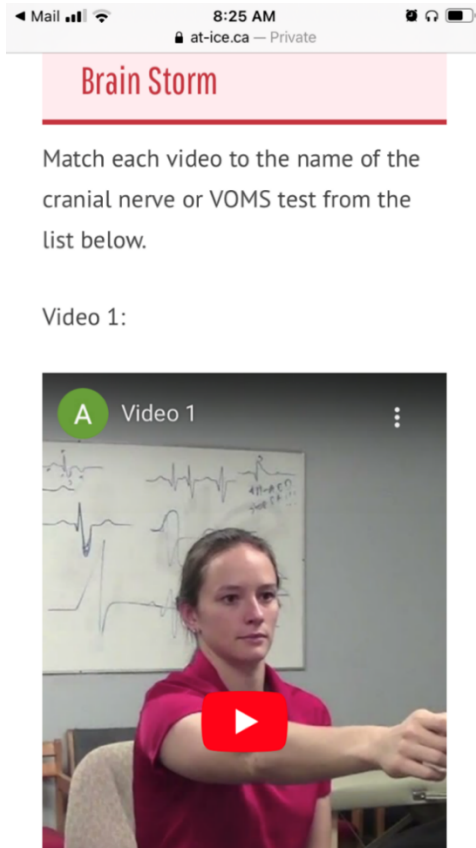 Mail 8:25 AM
at-ice.ca — Private
Brain Storm
Match each video to the name of the
cranial nerve or VOMS test from the
list below.
Video 1:
A Video 1